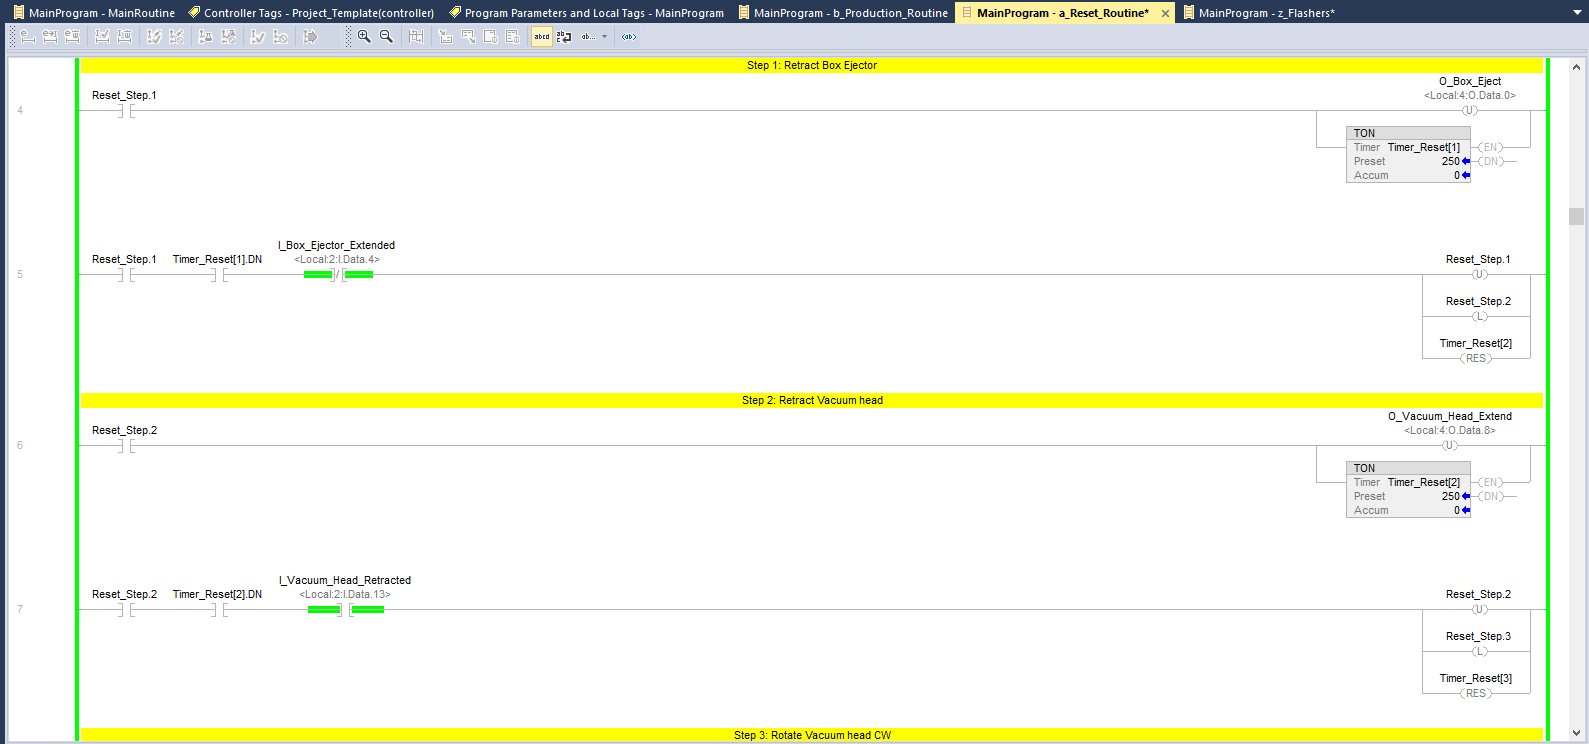 MainProgram - MainRoutine
Controller Tags - Project_Template(controller)
Program Parameters and Local Tags - MainProgram
MainProgram - b_Production_Routine
MainProgram - a_Reset_Routine*
MainProgram - z_Flashers*
Step 1: Retract Box Ejector
4
Reset_Step.1
O_Box_Eject
<Local:4:O.Data.0>
U
TON
Timer Timer_Reset[1] EN
Preset 250 DN
Accum 0
5
Reset_Step.1
Timer_Reset[1].DN
I_Box_Ejector_Extended
<Local:2:I.Data.4>
/
Reset_Step.1
U
Reset_Step.2
L
Timer_Reset[2]
RES
Step 2: Retract Vacuum head
6
Reset_Step.2
O_Vacuum_Head_Extend
<Local:4:O.Data.8>
U
TON
Timer Timer_Reset[2] EN
Preset 250 DN
Accum 0
7
Reset_Step.2
Timer_Reset[2].DN
I_Vacuum_Head_Retracted
<Local:2:I.Data.13>
Reset_Step.2
U
Reset_Step.3
L
Timer_Reset[3]
RES
Step 3: Rotate Vacuum head CW